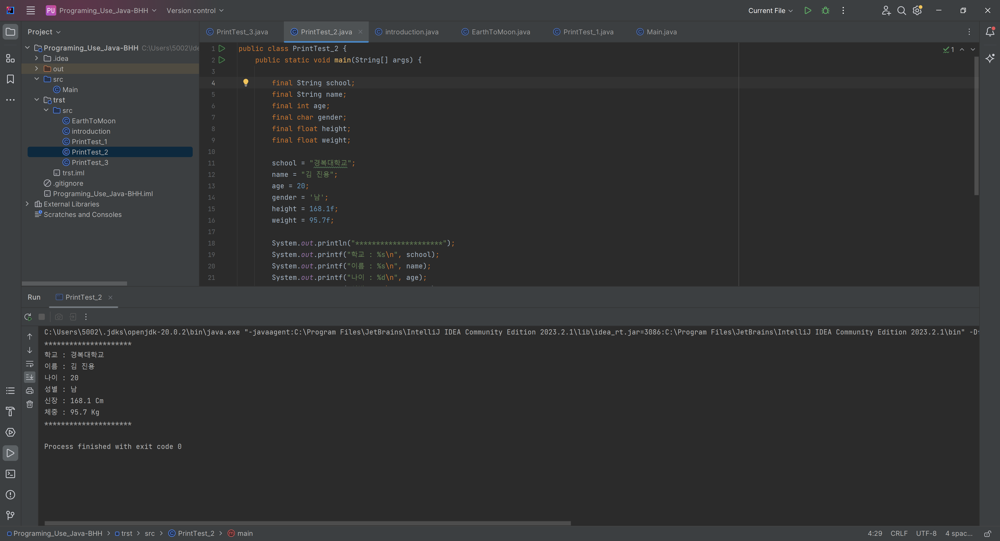 PU Programing_Use_Java-BHH Version control Current File
Project
PrintTest_3.java PrintTest_2.java introduction.java EarthToMoon.java PrintTest_1.java Main.java
Programing_Use_Java-BHH C:\Users\5002\Ide
.idea
out
src
Main
trst
src
EarthToMoon
introduction
PrintTest_1
PrintTest_2
PrintTest_3
trst.iml
.gitignore
Programing_Use_Java-BHH.iml
External Libraries
Scratches and Consoles
1 public class PrintTest_2 {
2 public static void main(String[] args) {
3
4 final String school;
5 final String name;
6 final int age;
7 final char gender;
8 final float height;
9 final float weight;
10
11 school = "경복대학교";
12 name = "김 진용";
13 age = 20;
14 gender = '남';
15 height = 168.1f;
16 weight = 95.7f;
17
18 System.out.println("*********************");
19 System.out.printf("학교 : %s\n", school);
20 System.out.printf("이름 : %s\n", name);
21 System.out.printf("나이 : %d\n", age);
1
Run PrintTest_2
C:\Users\5002\.jdks\openjdk-20.0.2\bin\java.exe "-javaagent:C:\Program Files\JetBrains\IntelliJ IDEA Community Edition 2023.2.1\lib\idea_rt.jar=3086:C:\Program Files\JetBrains\IntelliJ IDEA Community Edition 2023.2.1\bin"
*********************
학교 : 경복대학교
이름 : 김 진용
나이 : 20
성별 : 남
신장 : 168.1 Cm
체중 : 95.7 Kg
*********************
Process finished with exit code 0
Programing_Use_Java-BHH > trst > src > PrintTest_2 > main 4:29 CRLF UTF-8 4 spac...